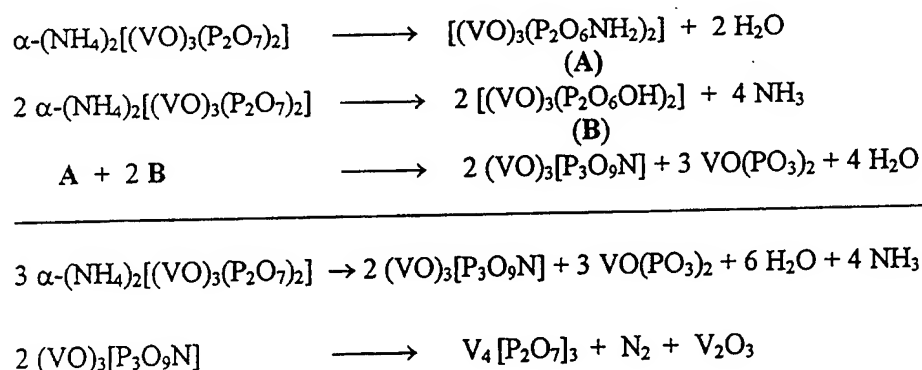 α-(NH₄)₂[(VO)₃(P₂O₇)₂] ⟶ [(VO)₃(P₂O₆NH₂)₂] + 2 H₂O
(A)
2 α-(NH₄)₂[(VO)₃(P₂O₇)₂] ⟶ 2 [(VO)₃(P₂O₆OH)₂] + 4 NH₃
(B)
A + 2 B ⟶ 2 (VO)₃[P₃O₉N] + 3 VO(PO₃)₂ + 4 H₂O
3 α-(NH₄)₂[(VO)₃(P₂O₇)₂] → 2 (VO)₃[P₃O₉N] + 3 VO(PO₃)₂ + 6 H₂O + 4 NH₃
2 (VO)₃[P₃O₉N] ⟶ V₄ [P₂O₇]₃ + N₂ + V₂O₃